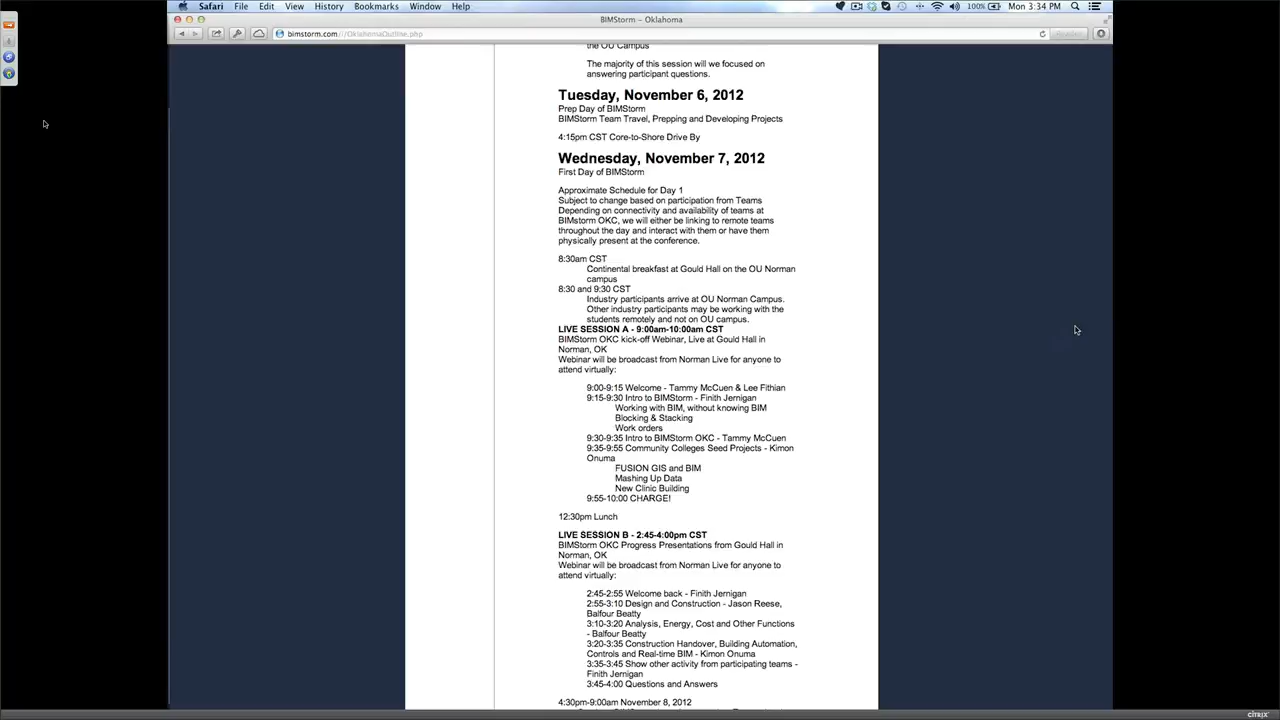 Safari File Edit View History Bookmarks Window Help
100% Mon 3:34 PM
BIMStorm – Oklahoma
bimstorm.com//OklahomaOutline.php
the OU Campus
The majority of this session will we focused on
answering participant questions.
Tuesday, November 6, 2012
Prep Day of BIMStorm
BIMStorm Team Travel, Prepping and Developing Projects
4:15pm CST Core-to-Shore Drive By
Wednesday, November 7, 2012
First Day of BIMStorm
Approximate Schedule for Day 1
Subject to change based on participation from Teams
Depending on connectivity and availability of teams at
BIMstorm OKC, we will either be linking to remote teams
throughout the day and interact with them or have them
physically present at the conference.
8:30am CST
Continental breakfast at Gould Hall on the OU Norman
campus
8:30 and 9:30 CST
Industry participants arrive at OU Norman Campus.
Other industry participants may be working with the
students remotely and not on OU campus.
LIVE SESSION A - 9:00am-10:00am CST
BIMStorm OKC kick-off Webinar, Live at Gould Hall in
Norman, OK
Webinar will be broadcast from Norman Live for anyone to
attend virtually:
9:00-9:15 Welcome - Tammy McCuen & Lee Fithian
9:15-9:30 Intro to BIMStorm - Finith Jernigan
Working with BIM, without knowing BIM
Blocking & Stacking
Work orders
9:30-9:35 Intro to BIMStorm OKC - Tammy McCuen
9:35-9:55 Community Colleges Seed Projects - Kimon
Onuma
FUSION GIS and BIM
Mashing Up Data
New Clinic Building
9:55-10:00 CHARGE!
12:30pm Lunch
LIVE SESSION B - 2:45-4:00pm CST
BIMStorm OKC Progress Presentations from Gould Hall in
Norman, OK
Webinar will be broadcast from Norman Live for anyone to
attend virtually:
2:45-2:55 Welcome back - Finith Jernigan
2:55-3:10 Design and Construction - Jason Reese,
Balfour Beatty
3:10-3:20 Analysis, Energy, Cost and Other Functions
- Balfour Beatty
3:20-3:35 Construction Handover, Building Automation,
Controls and Real-time BIM - Kimon Onuma
3:35-3:45 Show other activity from participating teams -
Finith Jernigan
3:45-4:00 Questions and Answers
4:30pm-9:00am November 8, 2012
CITRIX